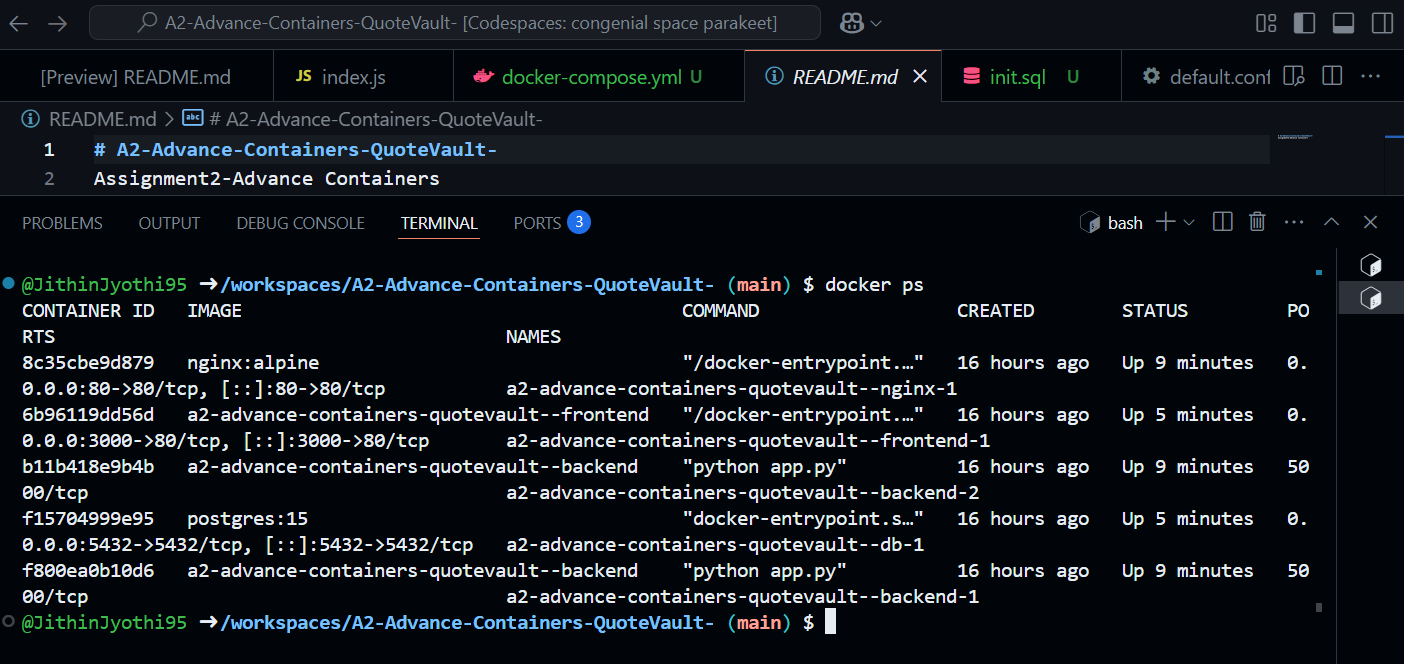 A2-Advance-Containers-QuoteVault- [Codespaces: congenial space parakeet]
[Preview] README.md JS index.js docker-compose.yml U README.md init.sql U default.conf
README.md > # A2-Advance-Containers-QuoteVault-
1 # A2-Advance-Containers-QuoteVault-
2 Assignment2-Advance Containers
PROBLEMS OUTPUT DEBUG CONSOLE TERMINAL PORTS 3 bash
@JithinJyothi95 →/workspaces/A2-Advance-Containers-QuoteVault- (main) $ docker ps
CONTAINER ID IMAGE COMMAND CREATED STATUS PO
RTS NAMES
8c35cbe9d879 nginx:alpine "/docker-entrypoint.…" 16 hours ago Up 9 minutes 0.
0.0.0:80->80/tcp, [::]:80->80/tcp a2-advance-containers-quotevault--nginx-1
6b96119dd56d a2-advance-containers-quotevault--frontend "/docker-entrypoint.…" 16 hours ago Up 5 minutes 0.
0.0.0:3000->80/tcp, [::]:3000->80/tcp a2-advance-containers-quotevault--frontend-1
b11b418e9b4b a2-advance-containers-quotevault--backend "python app.py" 16 hours ago Up 9 minutes 50
00/tcp a2-advance-containers-quotevault--backend-2
f15704999e95 postgres:15 "docker-entrypoint.s…" 16 hours ago Up 5 minutes 0.
0.0.0:5432->5432/tcp, [::]:5432->5432/tcp a2-advance-containers-quotevault--db-1
f800ea0b10d6 a2-advance-containers-quotevault--backend "python app.py" 16 hours ago Up 9 minutes 50
00/tcp a2-advance-containers-quotevault--backend-1
@JithinJyothi95 →/workspaces/A2-Advance-Containers-QuoteVault- (main) $